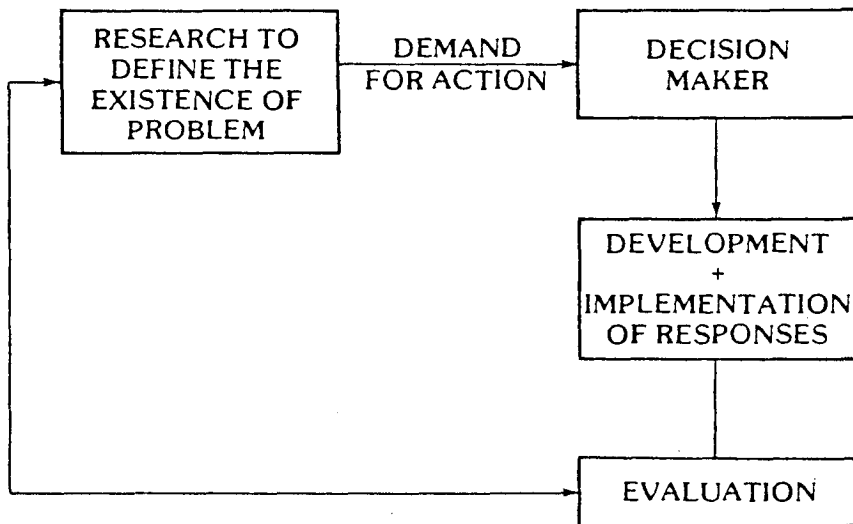 RESEARCH TO
DEFINE THE
EXISTENCE OF
PROBLEM
DEMAND
FOR ACTION
DECISION
MAKER
DEVELOPMENT
+
IMPLEMENTATION
OF RESPONSES
EVALUATION